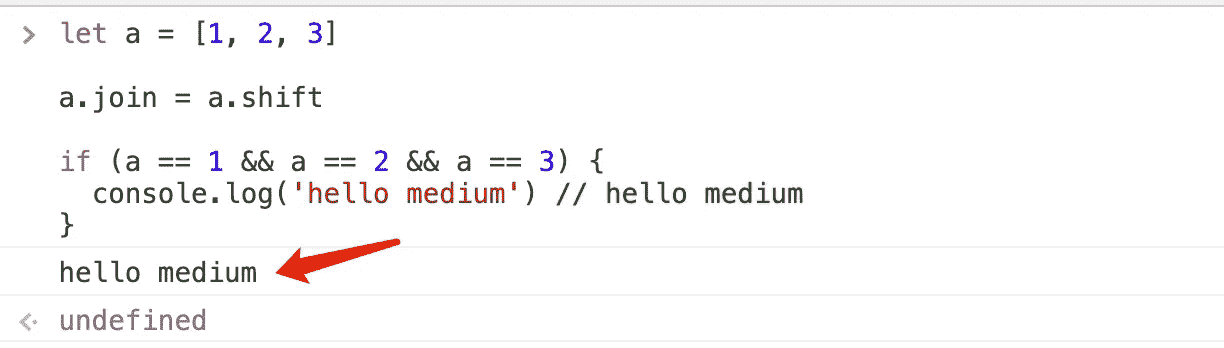 let a = [1, 2, 3]
a.join = a.shift
if (a == 1 && a == 2 && a == 3) {
console.log('hello medium') // hello medium
}
hello medium
undefined